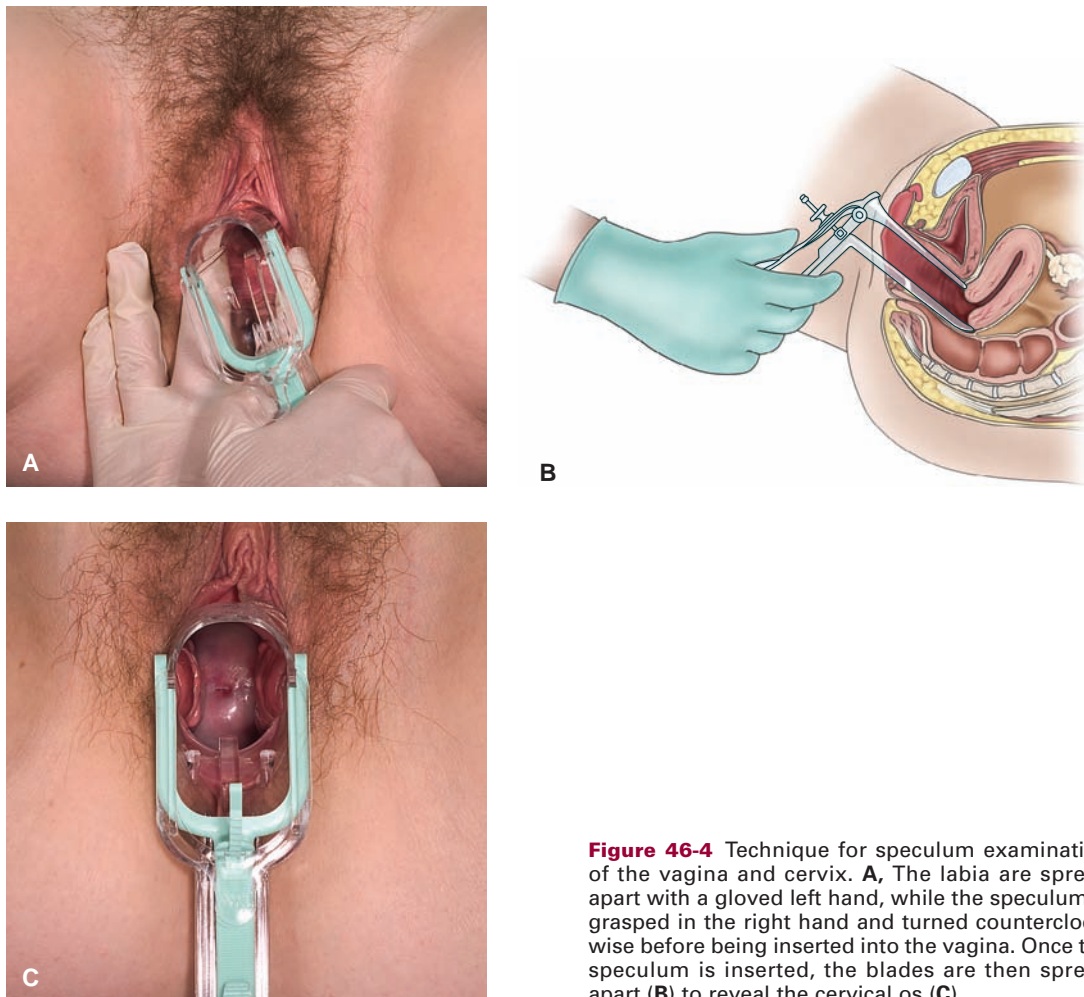 A
B
C
Figure 46-4 Technique for speculum examinati
of the vagina and cervix. A, The labia are spre
apart with a gloved left hand, while the speculum
grasped in the right hand and turned counterclo
wise before being inserted into the vagina. Once t
speculum is inserted, the blades are then spre
apart (B) to reveal the cervical os (C).